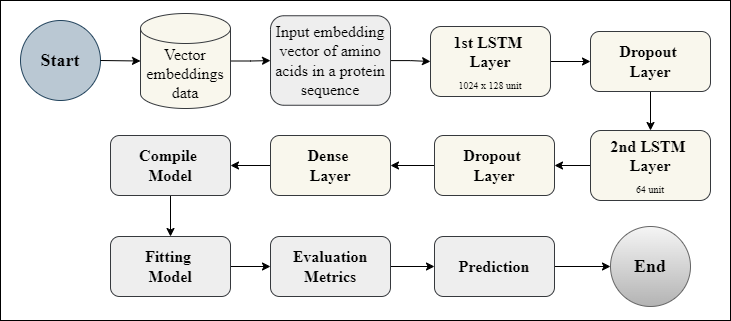 Start
Vector
embeddings
data
Input embedding
vector of amino
acids in a protein
sequence
1st LSTM
Layer
1024 x 128 unit
Dropout
Layer
2nd LSTM
Layer
64 unit
Dropout
Layer
Dense
Layer
Compile
Model
Fitting
Model
Evaluation
Metrics
Prediction
End